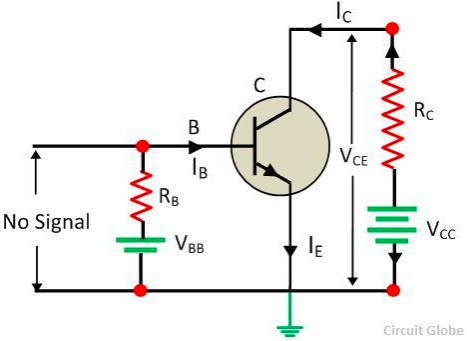 I_C
C
R_C
B
I_B
V_CE
R_B
No Signal
V_CC
V_BB
I_E
Circuit Globe